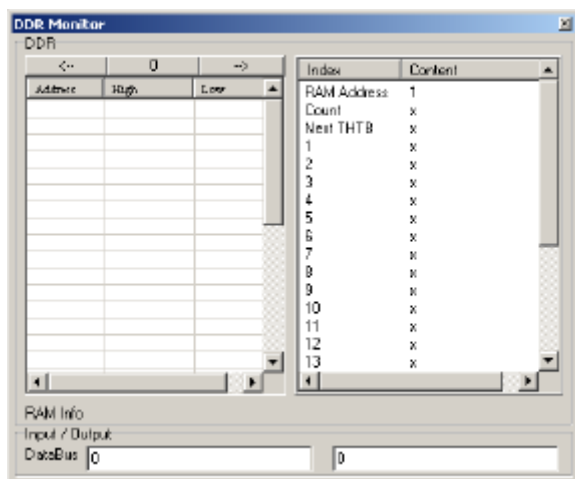 DDR Monitor
DDR
<-- 0 -->
Address High Low
Index Content
RAM Address 1
Count x
Next THTB x
1 x
2 x
3 x
4 x
5 x
6 x
7 x
8 x
9 x
10 x
11 x
12 x
13 x
RAM Info
Input / Output
DataBus 0 0